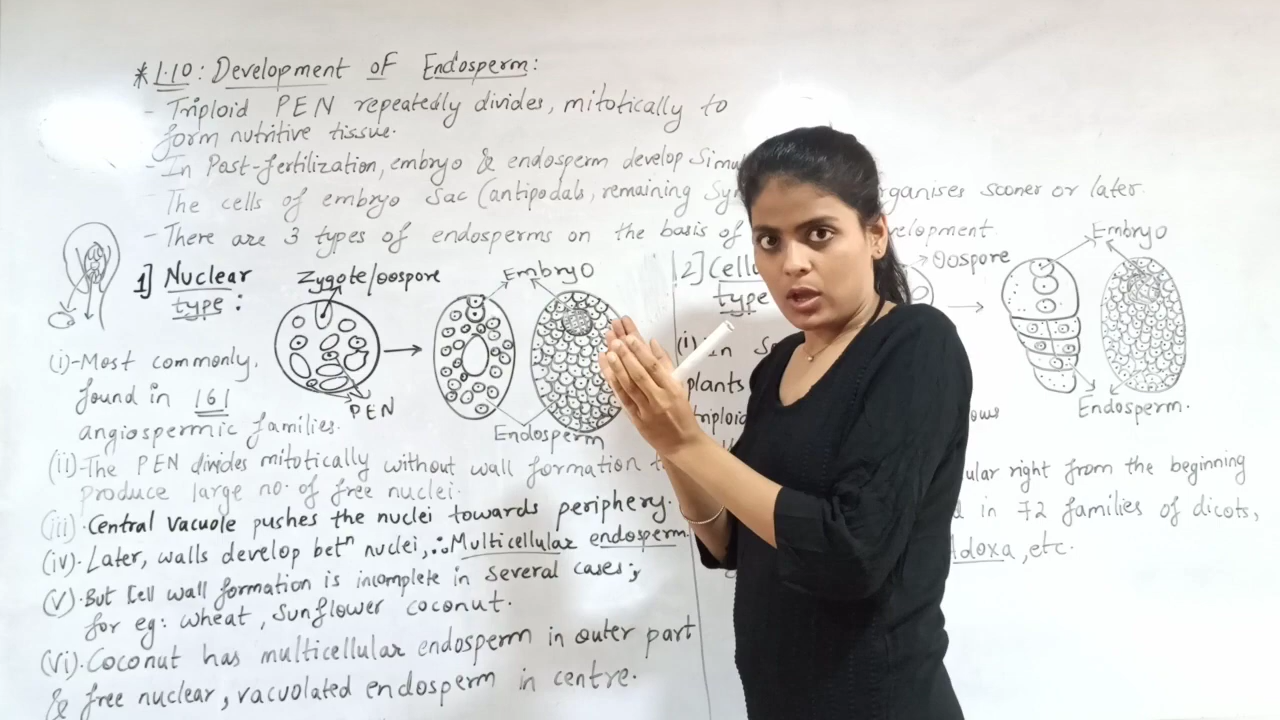 * 1.10 : Development of Endosperm :
- Triploid PEN repeatedly divides, mitotically to
form nutritive tissue.
- In Post-fertilization, embryo & endosperm develop
- The cells of embryo sac (antipodals, remaining organises sooner or later.
- There are 3 types of endosperms on the basis of
1] Nuclear
type :
Zygote/Oospore
Embryo
PEN
Endosperm
(i)-Most commonly,
found in 161
angiospermic families.
(ii)-The PEN divides mitotically without wall formation
produce large no. of free nuclei.
(iii).Central vacuole pushes the nuclei towards periphery.
(iv).Later, walls develop betn nuclei, ∴ Multicellular endosperm.
(v).But Cell wall formation is incomplete in several cases;
for eg: wheat, sunflower coconut.
(vi).Coconut has multicellular endosperm in outer part
& free nuclear, vacuolated endosperm in centre.
2]
type
Oospore
Embryo
Endosperm.
(i)
plants
right from the beginning
in 72 families of dicots,
Adoxa, etc.